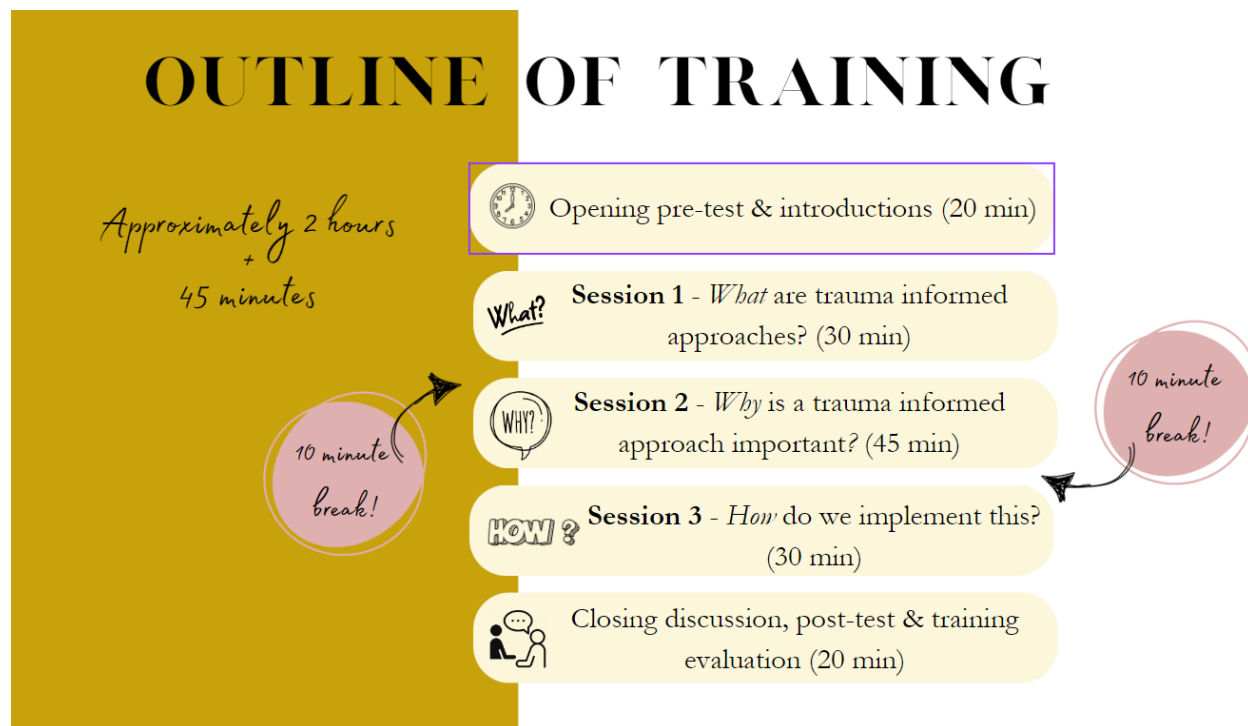 OUTLINE OF TRAINING
Approximately 2 hours
+
45 minutes
Opening pre-test & introductions (20 min)
What?
Session 1 - What are trauma informed
approaches? (30 min)
10 minute
break!
WHY?
Session 2 - Why is a trauma informed
approach important? (45 min)
10 minute
break!
HOW ?
Session 3 - How do we implement this?
(30 min)
Closing discussion, post-test & training
evaluation (20 min)